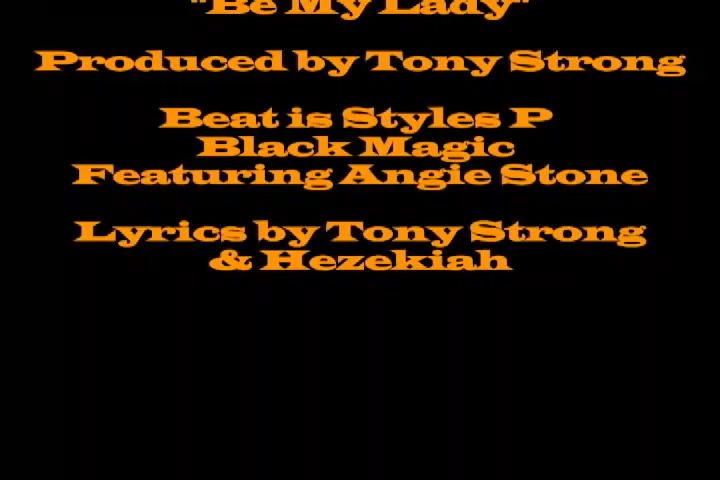 "Be My Lady"
Produced by Tony Strong
Beat is Styles P
Black Magic
Featuring Angie Stone
Lyrics by Tony Strong
& Hezekiah